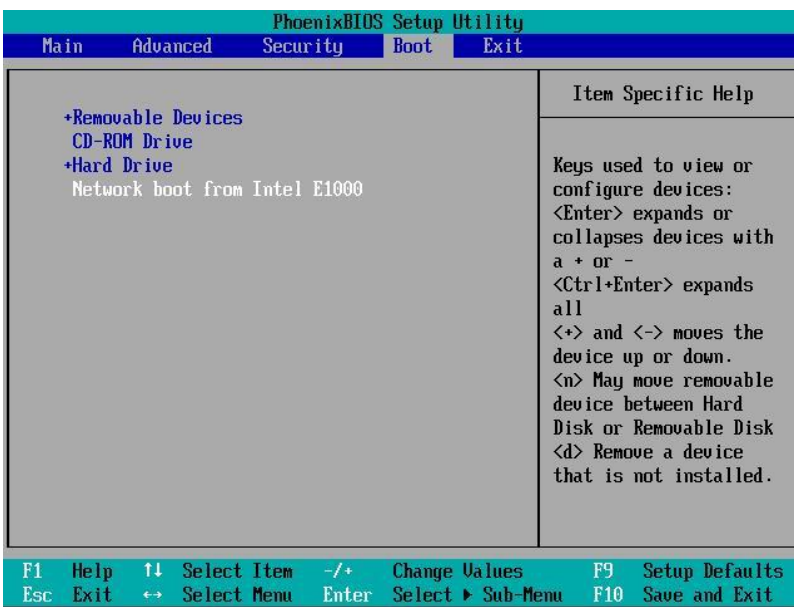 PhoenixBIOS Setup Utility
Main Advanced Security Boot Exit
+Removable Devices
CD-ROM Drive
+Hard Drive
Network boot from Intel E1000
Item Specific Help
Keys used to view or
configure devices:
<Enter> expands or
collapses devices with
a + or -
<Ctrl+Enter> expands
all
<+> and <-> moves the
device up or down.
<n> May move removable
device between Hard
Disk or Removable Disk
<d> Remove a device
that is not installed.
F1 Help ↑↓ Select Item -/+ Change Values F9 Setup Defaults
Esc Exit ↔ Select Menu Enter Select ▶ Sub-Menu F10 Save and Exit